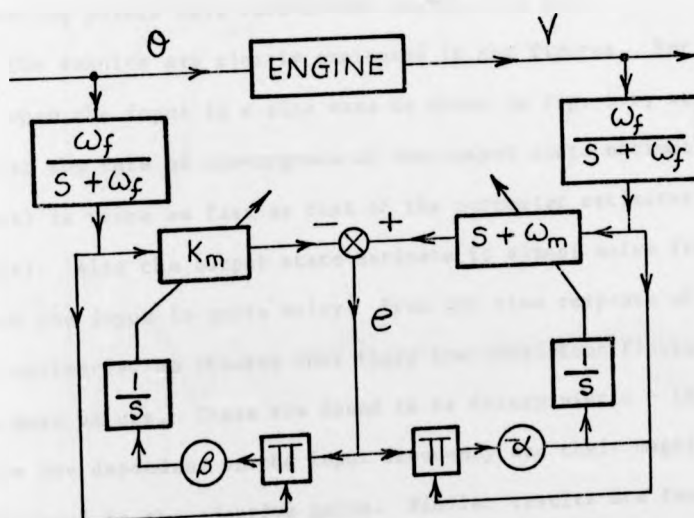 θ ENGINE V
ω_f / (S + ω_f) ω_f / (S + ω_f)
K_m − + S + ω_m
e
1/S 1/S
β Π Π -α